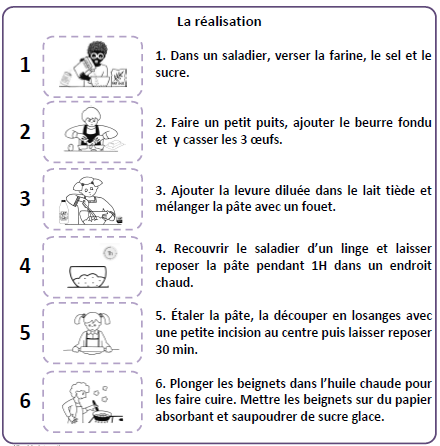 La réalisation
1
1. Dans un saladier, verser la farine, le sel et le
sucre.
2
2. Faire un petit puits, ajouter le beurre fondu
et y casser les 3 œufs.
3
3. Ajouter la levure diluée dans le lait tiède et
mélanger la pâte avec un fouet.
4
4. Recouvrir le saladier d'un linge et laisser
reposer la pâte pendant 1H dans un endroit
chaud.
5
5. Étaler la pâte, la découper en losanges avec
une petite incision au centre puis laisser reposer
30 min.
6
6. Plonger les beignets dans l'huile chaude pour
les faire cuire. Mettre les beignets sur du papier
absorbant et saupoudrer de sucre glace.